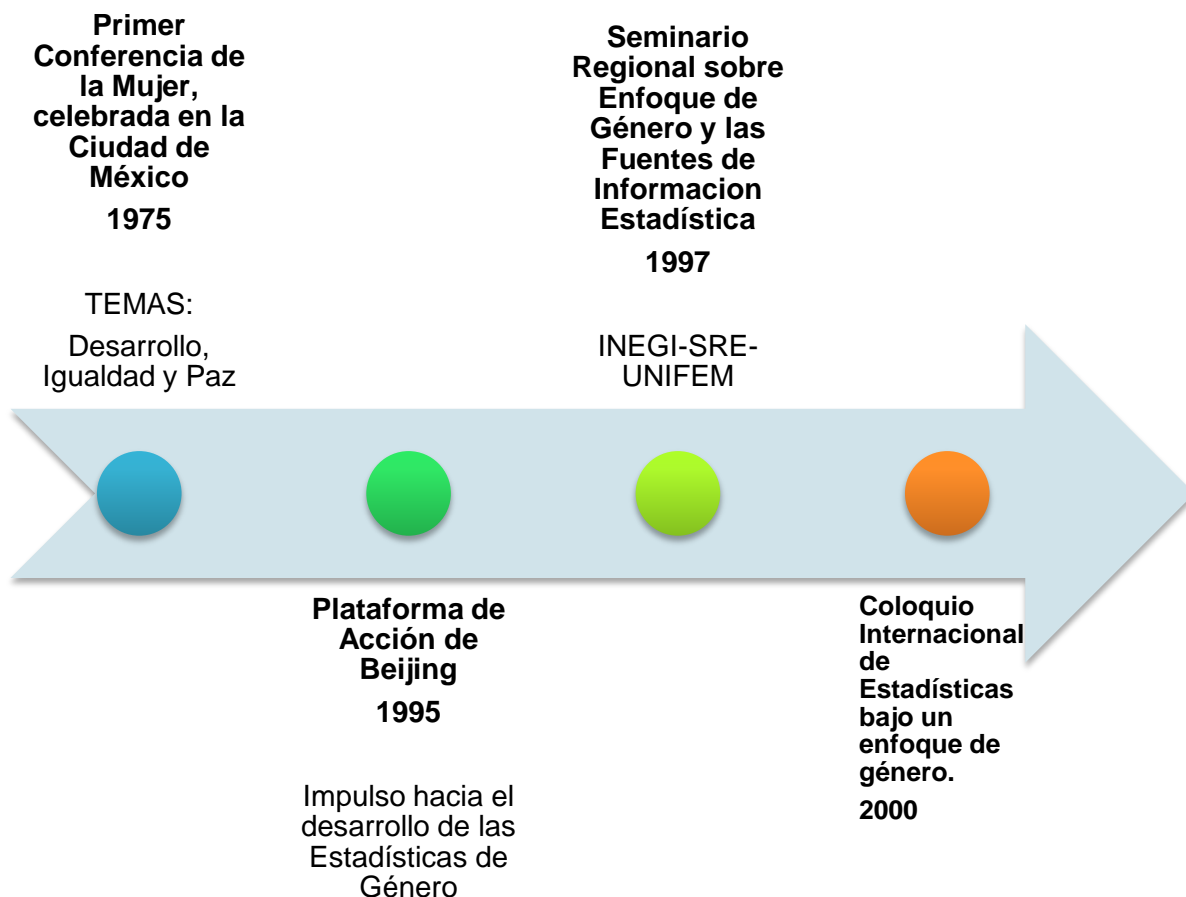 Primer
Conferencia de
la Mujer,
celebrada en la
Ciudad de
México
1975
TEMAS:
Desarrollo,
Igualdad y Paz
Plataforma de
Acción de
Beijing
1995
Impulso hacia el
desarrollo de las
Estadísticas de
Género
Seminario
Regional sobre
Enfoque de
Género y las
Fuentes de
Informacion
Estadística
1997
INEGI-SRE-
UNIFEM
Coloquio
Internacional
de
Estadísticas
bajo un
enfoque de
género.
2000